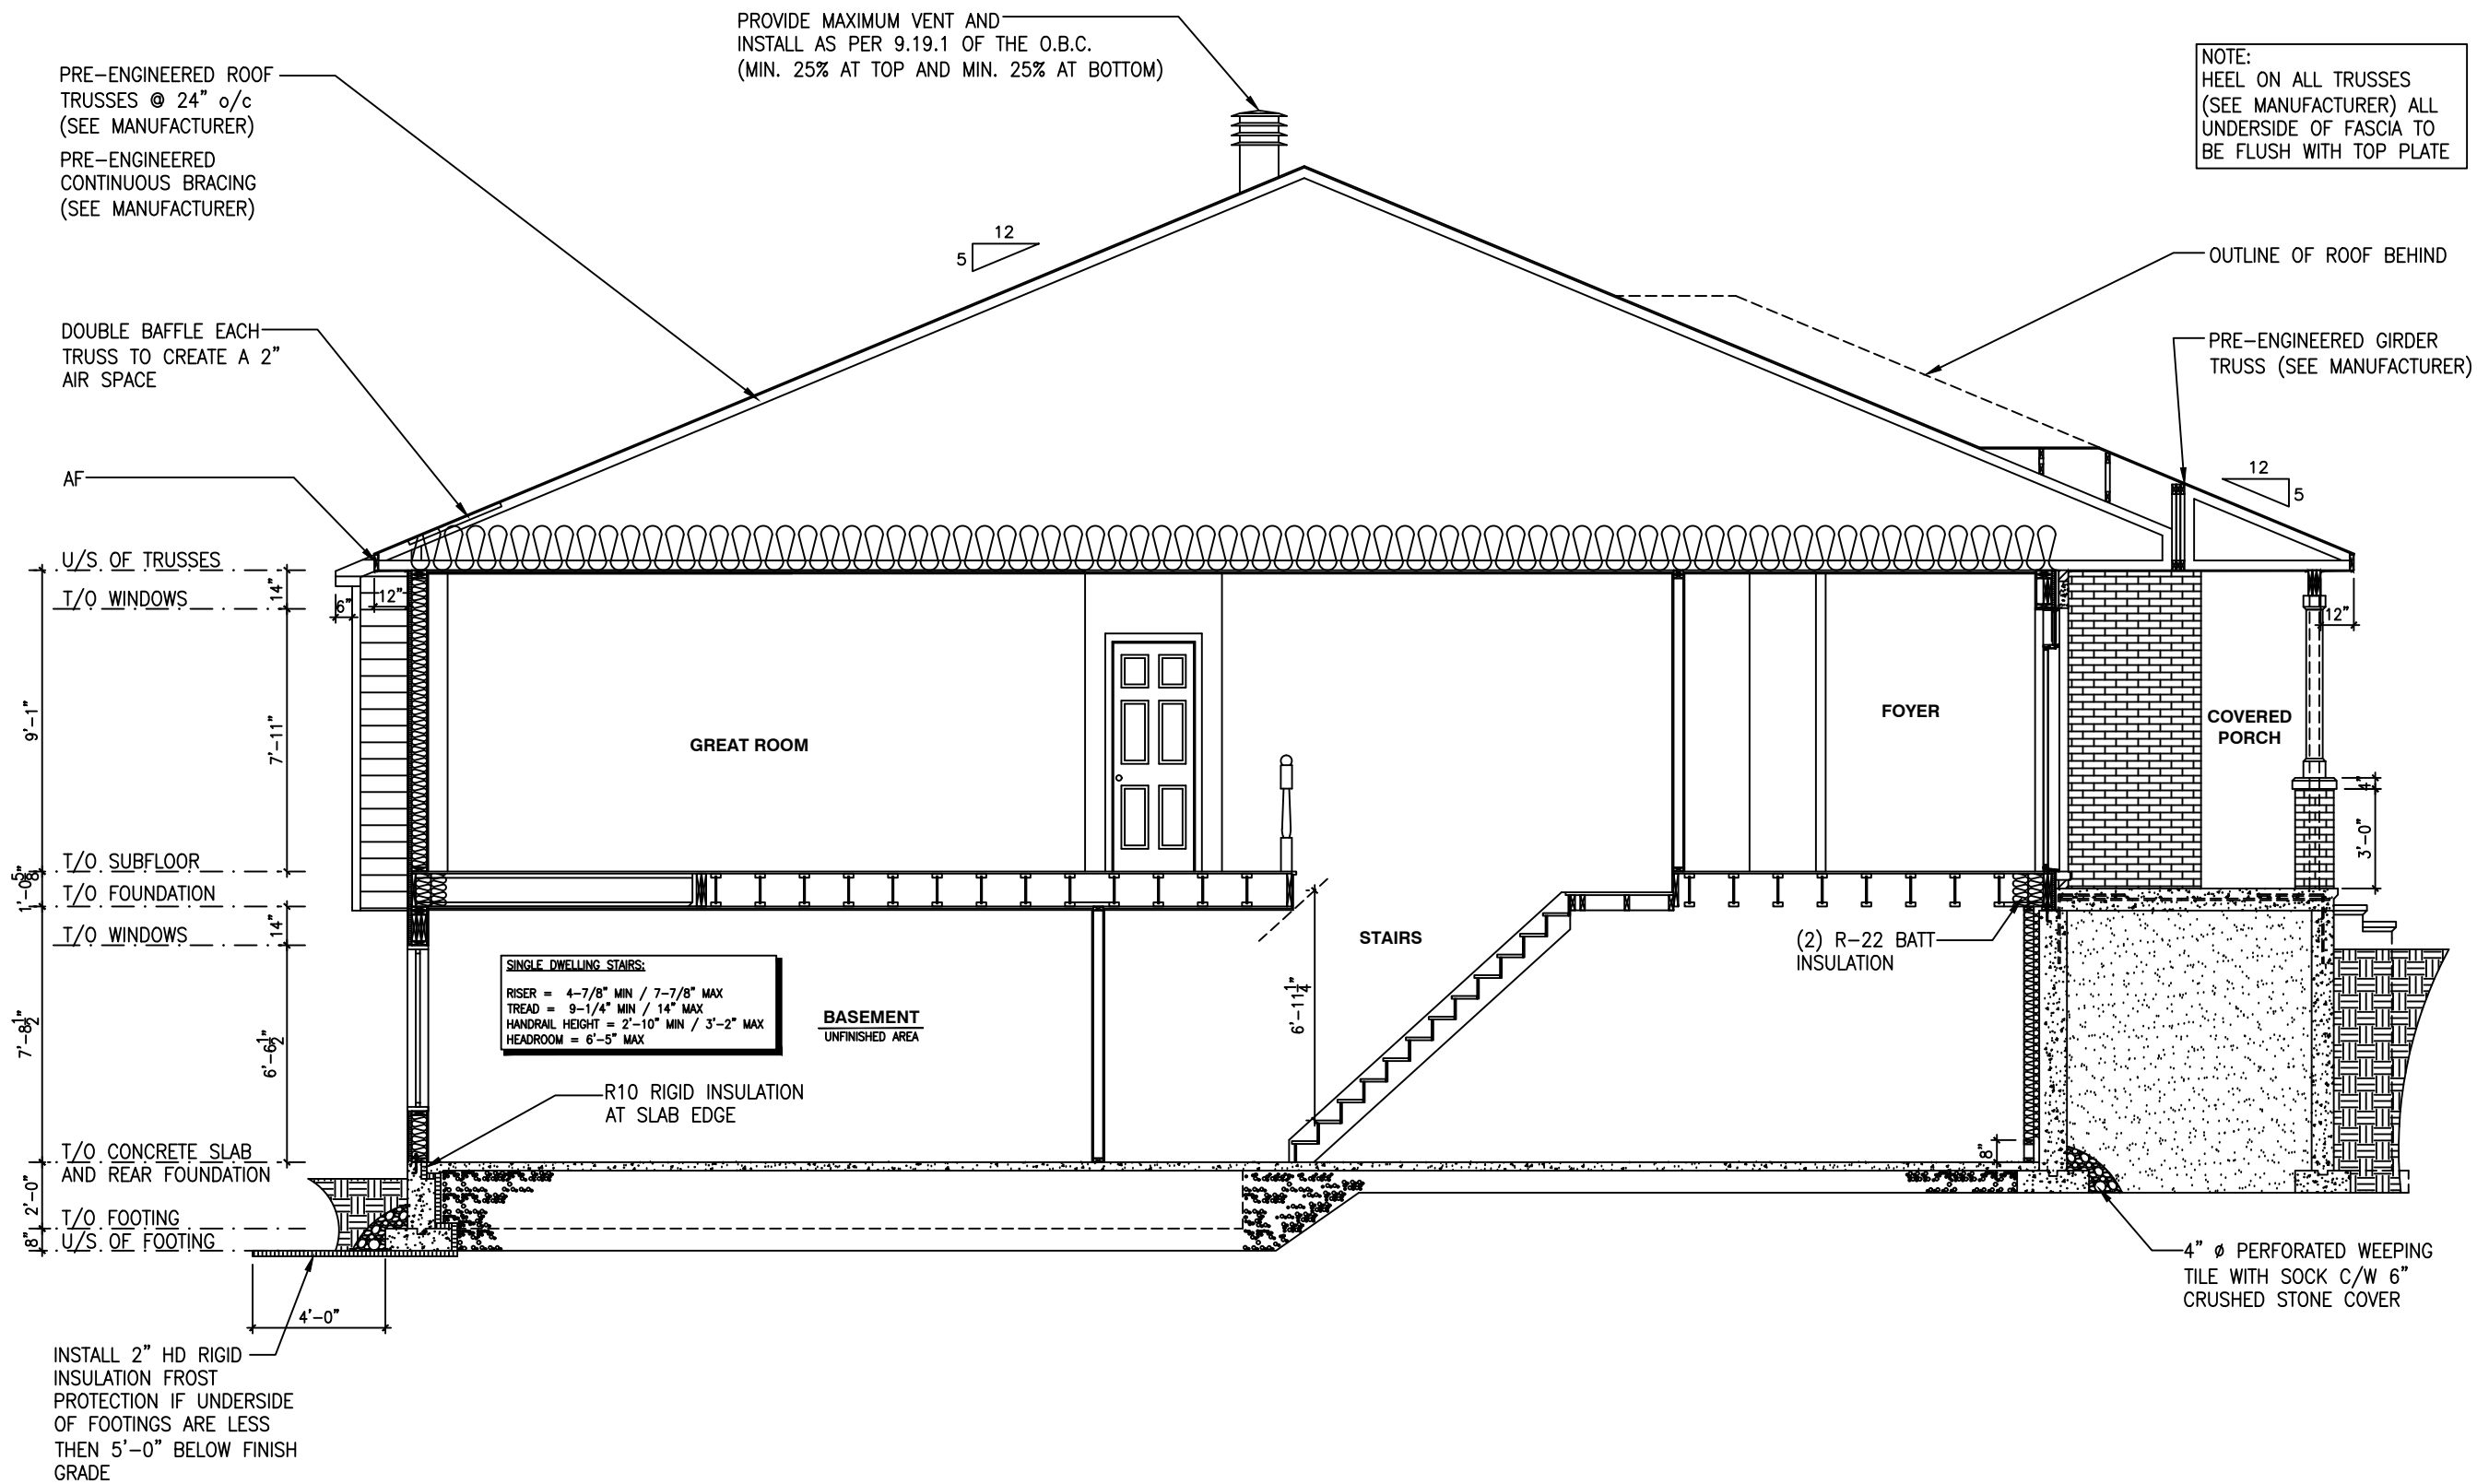 PROVIDE MAXIMUM VENT AND
INSTALL AS PER 9.19.1 OF THE O.B.C.
(MIN. 25% AT TOP AND MIN. 25% AT BOTTOM)
NOTE:
HEEL ON ALL TRUSSES
(SEE MANUFACTURER) ALL
UNDERSIDE OF FASCIA TO
BE FLUSH WITH TOP PLATE
PRE-ENGINEERED ROOF
TRUSSES @ 24" o/c
(SEE MANUFACTURER)
PRE-ENGINEERED
CONTINUOUS BRACING
(SEE MANUFACTURER)
12
5
OUTLINE OF ROOF BEHIND
DOUBLE BAFFLE EACH
TRUSS TO CREATE A 2"
AIR SPACE
PRE-ENGINEERED GIRDER
TRUSS (SEE MANUFACTURER)
AF
12
5
U/S OF TRUSSES
14"
T/O WINDOWS
6"
12"
12"
9'-1"
7'-11"
GREAT ROOM
FOYER
COVERED
PORCH
4"
3'-0"
T/O SUBFLOOR
1'-0 5/8"
T/O FOUNDATION
14"
T/O WINDOWS
STAIRS
(2) R-22 BATT
INSULATION
SINGLE DWELLING STAIRS:
RISER = 4-7/8" MIN / 7-7/8" MAX
TREAD = 9-1/4" MIN / 14" MAX
HANDRAIL HEIGHT = 2'-10" MIN / 3'-2" MAX
HEADROOM = 6'-5" MAX
BASEMENT
UNFINISHED AREA
7'-8 1/2"
6'-6 1/2"
6'-11 1/4"
R10 RIGID INSULATION
AT SLAB EDGE
8"
T/O CONCRETE SLAB
AND REAR FOUNDATION
2'-0"
T/O FOOTING
U/S OF FOOTING
8"
4'-0"
4" ø PERFORATED WEEPING
TILE WITH SOCK C/W 6"
CRUSHED STONE COVER
INSTALL 2" HD RIGID
INSULATION FROST
PROTECTION IF UNDERSIDE
OF FOOTINGS ARE LESS
THEN 5'-0" BELOW FINISH
GRADE